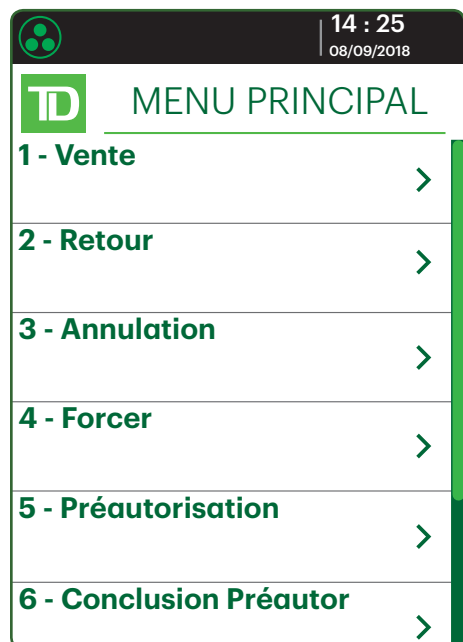 14 : 25
08/09/2018
TD
MENU PRINCIPAL
1 - Vente
2 - Retour
3 - Annulation
4 - Forcer
5 - Préautorisation
6 - Conclusion Préautor